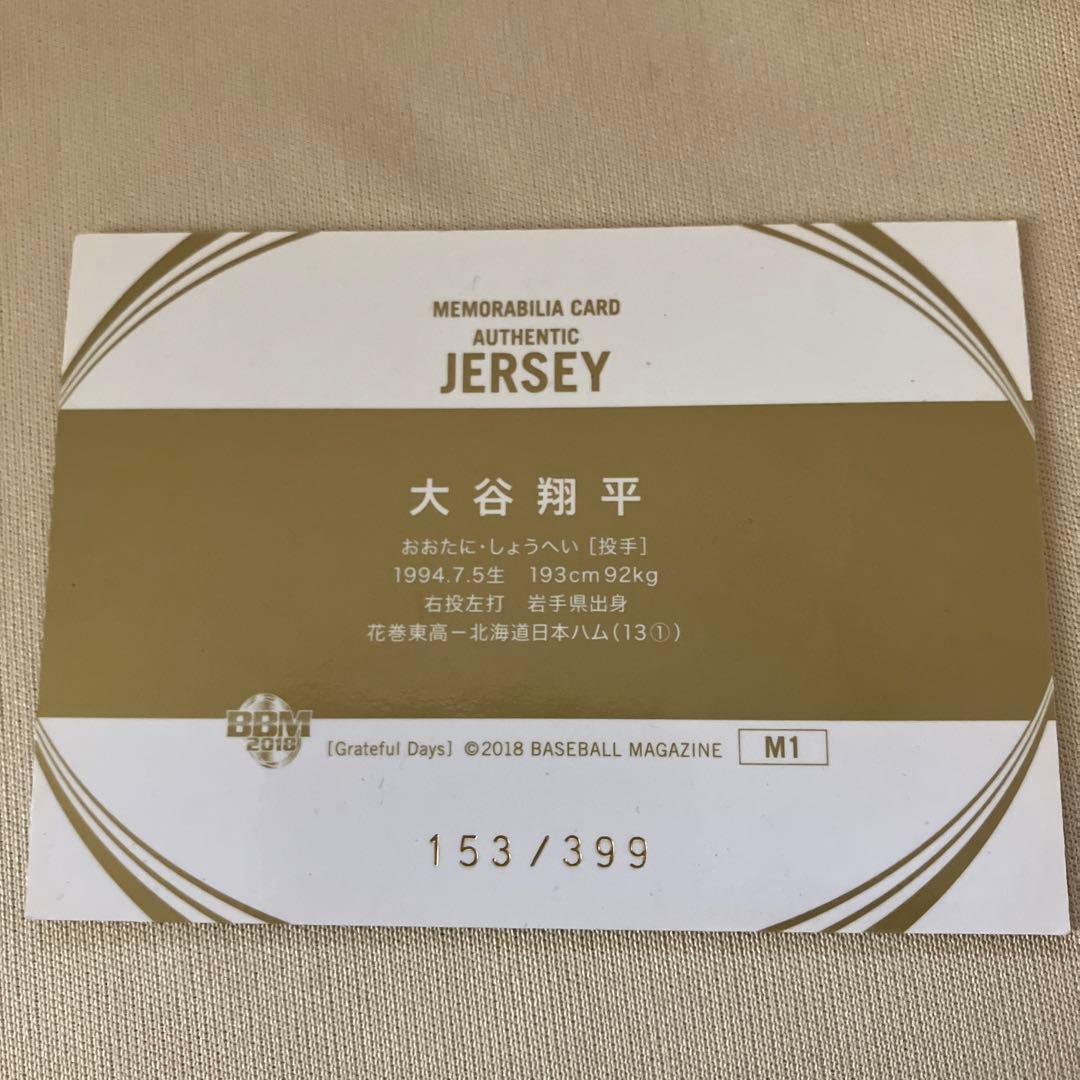 MEMORABILIA CARD
AUTHENTIC
JERSEY
大谷翔平
おおたに・しょうへい [投手]
1994.7.5生 193cm92kg
右投左打 岩手県出身
花巻東高－北海道日本ハム(13①)
BBM
2018
[Grateful Days] ©2018 BASEBALL MAGAZINE M1
153/399